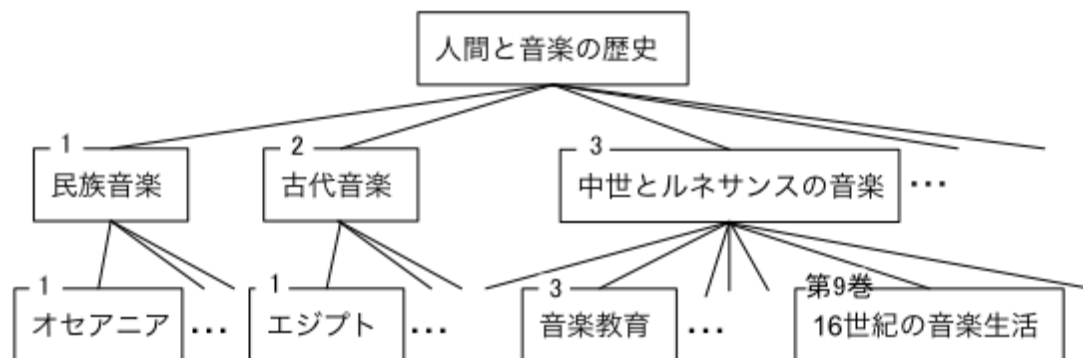 人間と音楽の歴史
1
2
3
民族音楽
古代音楽
中世とルネサンスの音楽
…
1
1
3
第9巻
オセアニア
…
エジプト
…
音楽教育
…
16世紀の音楽生活